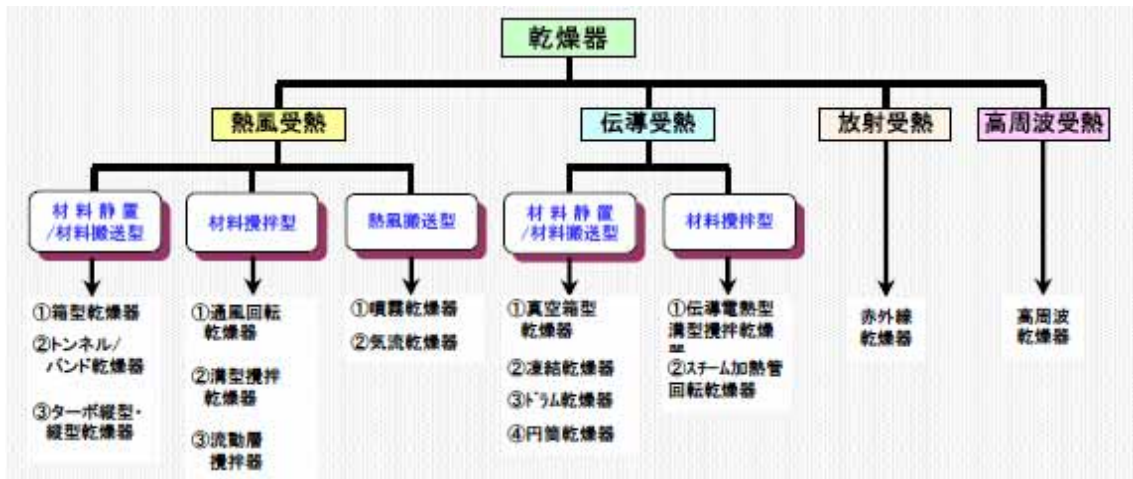 乾燥器
熱風受熱
伝導受熱
放射受熱
高周波受熱
材料静置
/材料搬送型
材料攪拌型
熱風搬送型
材料静置
/材料搬送型
材料攪拌型
①箱型乾燥器
②トンネル/
バンド乾燥器
③ターボ縦型・
縦型乾燥器
①通風回転
乾燥器
②溝型攪拌
乾燥器
③流動層
攪拌器
①噴霧乾燥器
②気流乾燥器
①真空箱型
乾燥器
②凍結乾燥器
③ドラム乾燥器
④円筒乾燥器
①伝導電熱型
溝型攪拌乾燥
②スチーム加熱管
回転乾燥器
赤外線
乾燥器
高周波
乾燥器